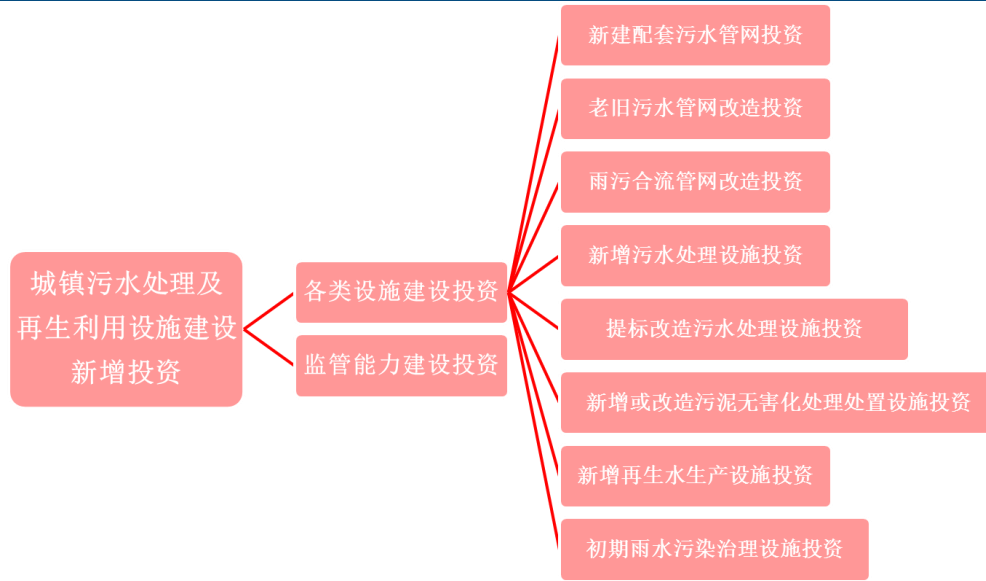 城镇污水处理及
再生利用设施建设
新增投资
各类设施建设投资
监管能力建设投资
新建配套污水管网投资
老旧污水管网改造投资
雨污合流管网改造投资
新增污水处理设施投资
提标改造污水处理设施投资
新增或改造污泥无害化处理处置设施投资
新增再生水生产设施投资
初期雨水污染治理设施投资